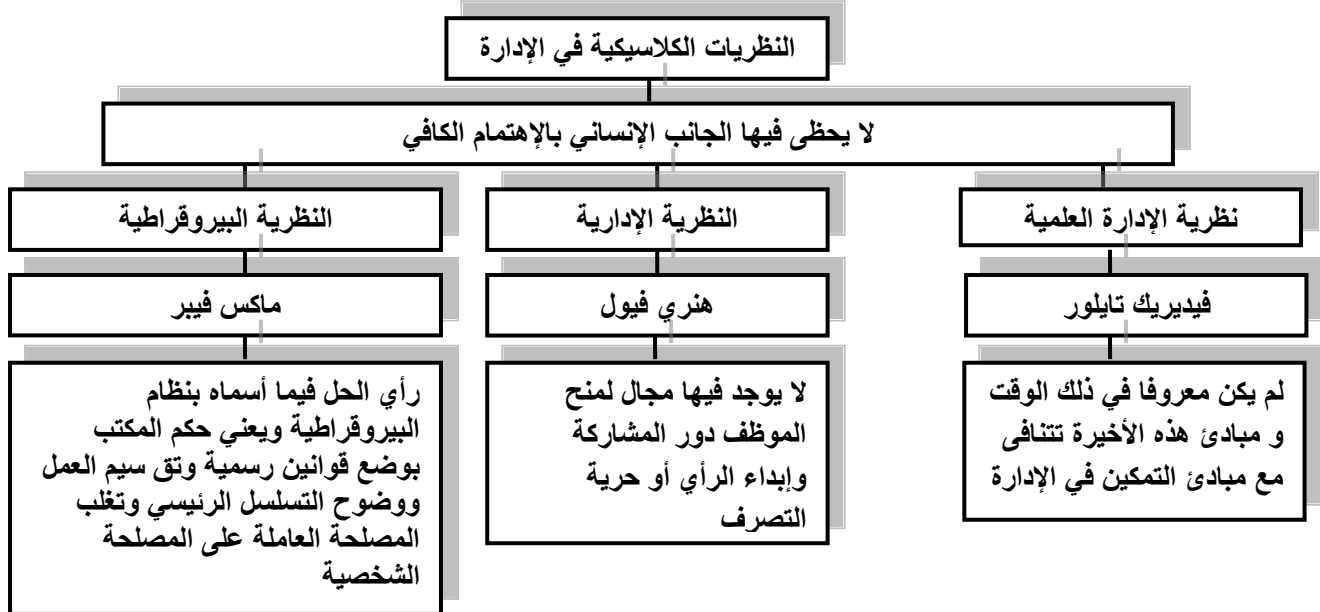 النظريات الكلاسيكية في الإدارة
لا يحظى فيها الجانب الإنساني بالإهتمام الكافي
نظرية الإدارة العلمية
النظرية الإدارية
النظرية البيروقراطية
فيديريك تايلور
هنري فيول
ماكس فيبر
لم يكن معروفا في ذلك الوقت
و مبادئ هذه الأخيرة تتنافى
مع مبادئ التمكين في الإدارة
لا يوجد فيها مجال لمنح
الموظف دور المشاركة
وإبداء الرأي أو حرية
التصرف
رأي الحل فيما أسماه بنظام
البيروقراطية ويعني حكم المكتب
بوضع قوانين رسمية وتق سيم العمل
ووضوح التسلسل الرئيسي وتغلب
المصلحة العاملة على المصلحة
الشخصية